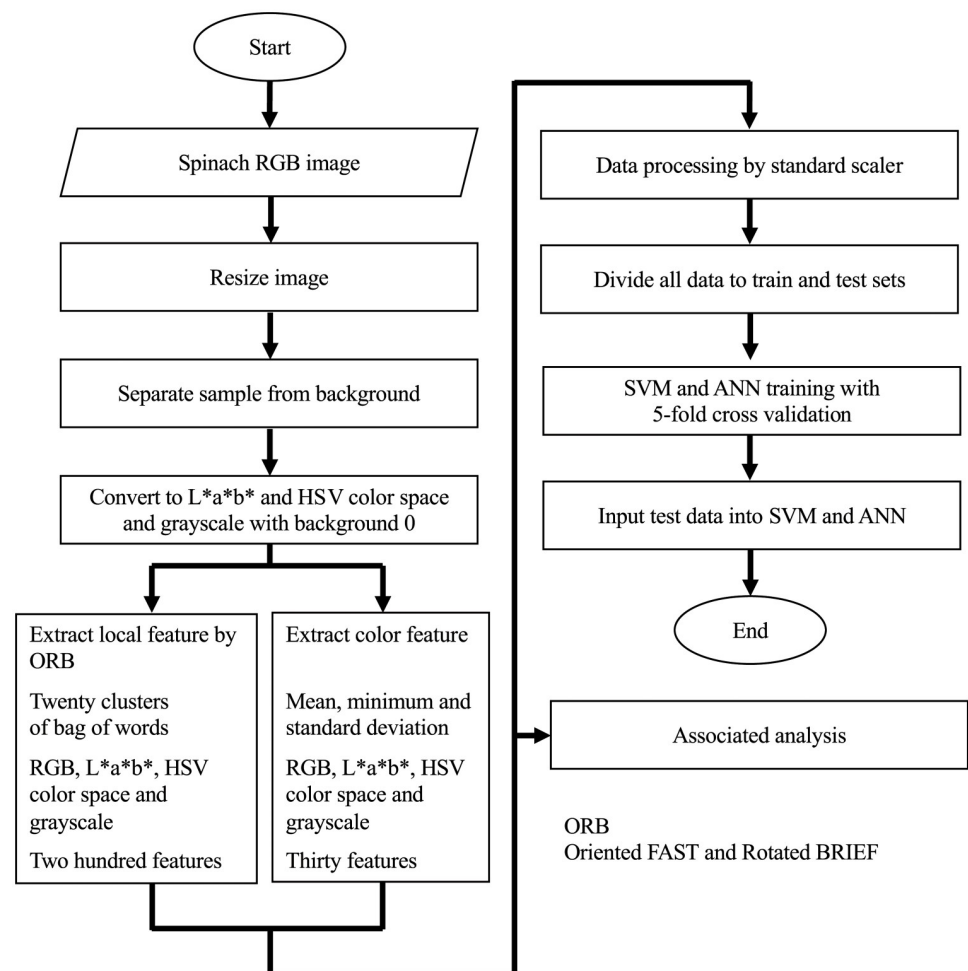 Start
Spinach RGB image
Resize image
Separate sample from background
Convert to L*a*b* and HSV color space
and grayscale with background 0
Extract local feature by
ORB
Twenty clusters
of bag of words
RGB, L*a*b*, HSV
color space and
grayscale
Two hundred features
Extract color feature
Mean, minimum and
standard deviation
RGB, L*a*b*, HSV
color space and
grayscale
Thirty features
Data processing by standard scaler
Divide all data to train and test sets
SVM and ANN training with
5-fold cross validation
Input test data into SVM and ANN
End
Associated analysis
ORB
Oriented FAST and Rotated BRIEF